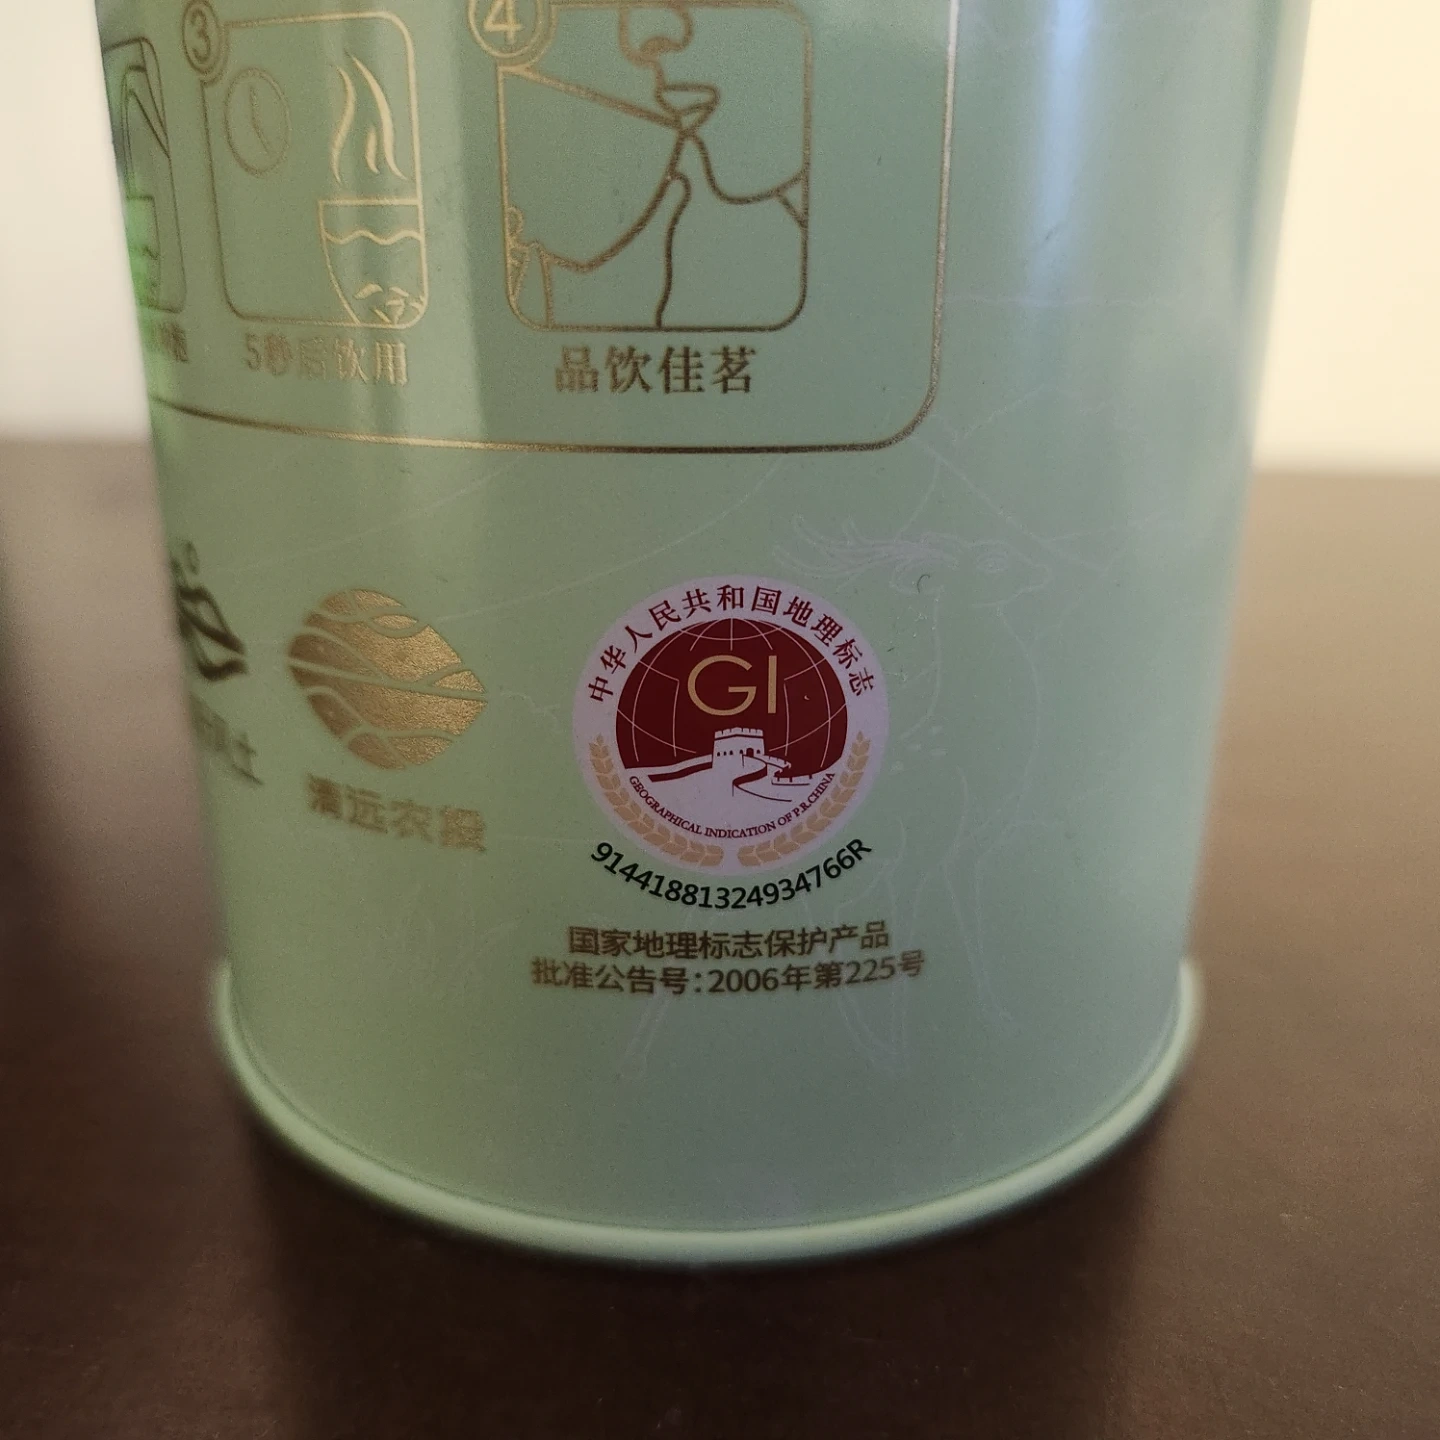 3
4
5秒后饮用
品饮佳茗
清远农投
中华人民共和国地理标志
GI
GEOGRAPHICAL INDICATION OF P.R.CHINA
91441881324934766R
国家地理标志保护产品
批准公告号:2006年第225号